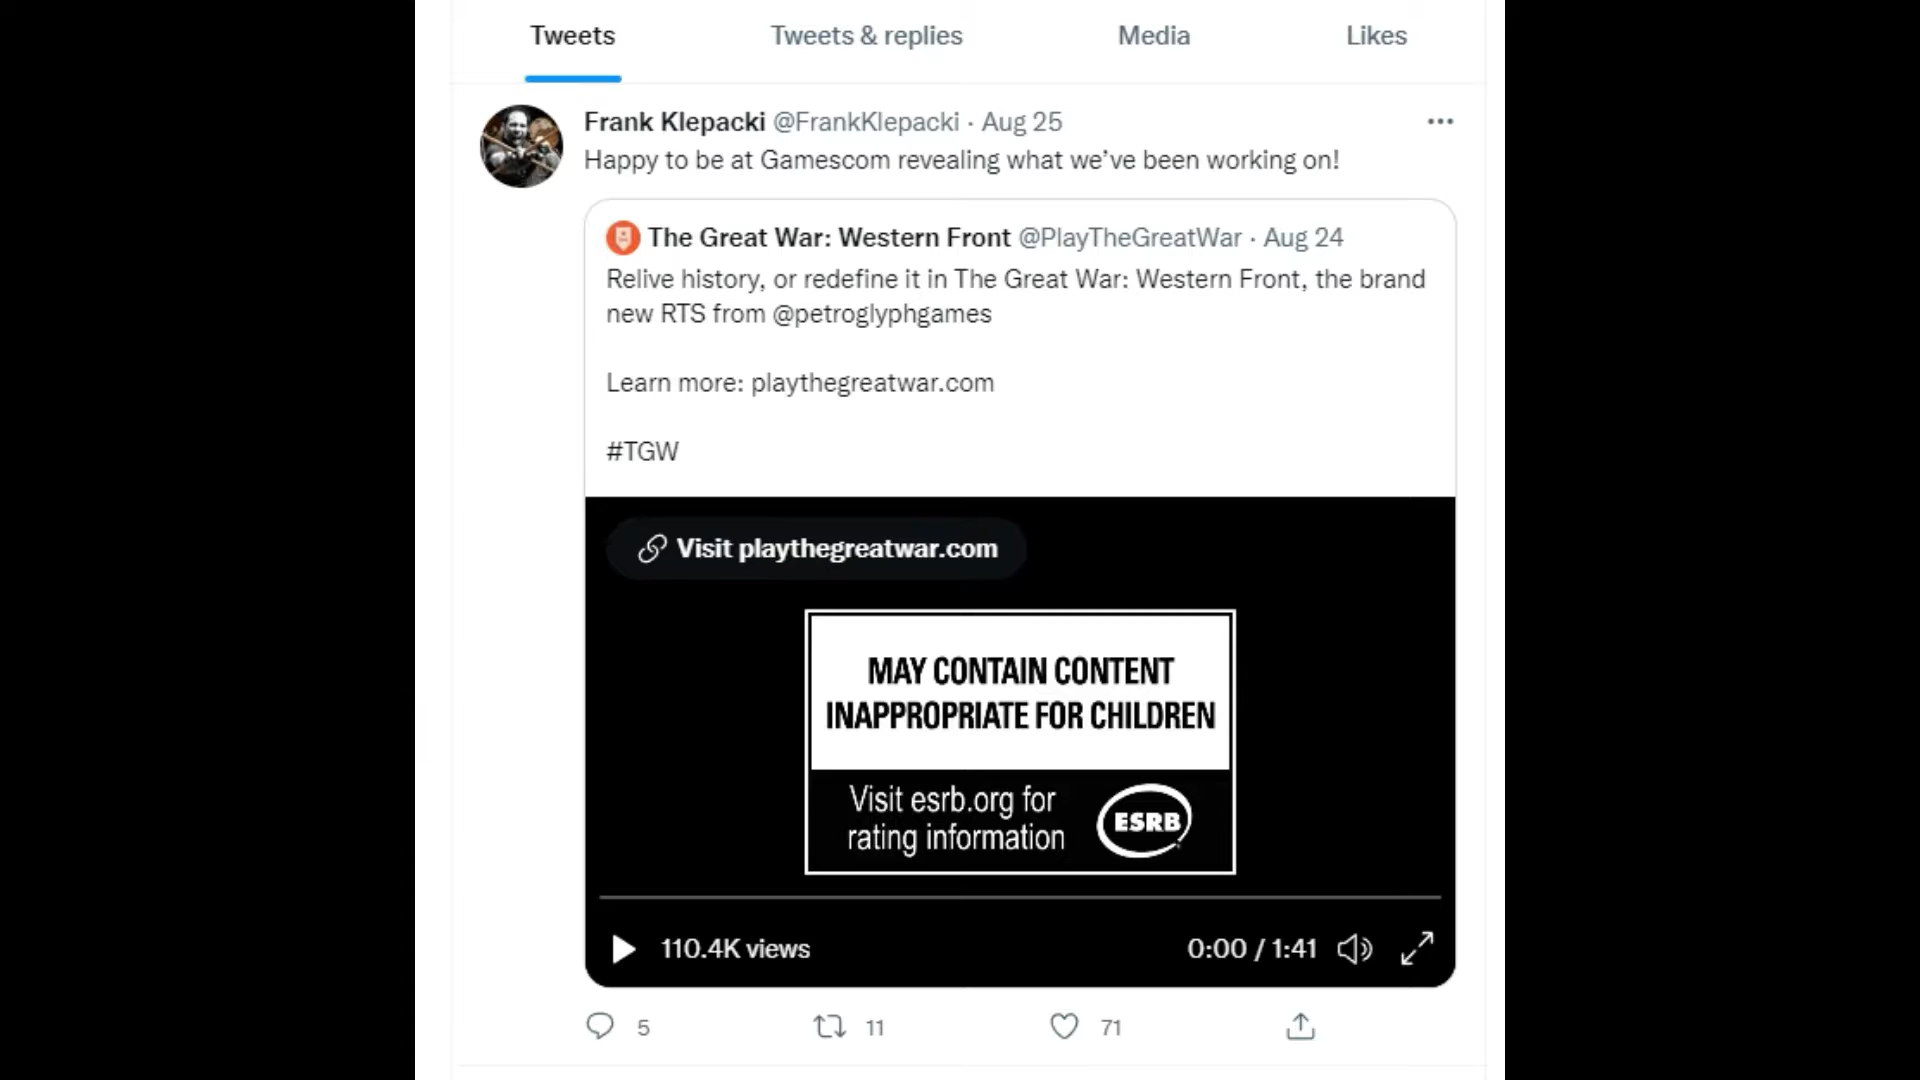 Tweets Tweets & replies Media Likes
Frank Klepacki @FrankKlepacki · Aug 25
Happy to be at Gamescom revealing what we’ve been working on!
The Great War: Western Front @PlayTheGreatWar · Aug 24
Relive history, or redefine it in The Great War: Western Front, the brand
new RTS from @petroglyphgames
Learn more: playthegreatwar.com
#TGW
Visit playthegreatwar.com
MAY CONTAIN CONTENT
INAPPROPRIATE FOR CHILDREN
Visit esrb.org for
rating information
ESRB
110.4K views 0:00 / 1:41
5 11 71